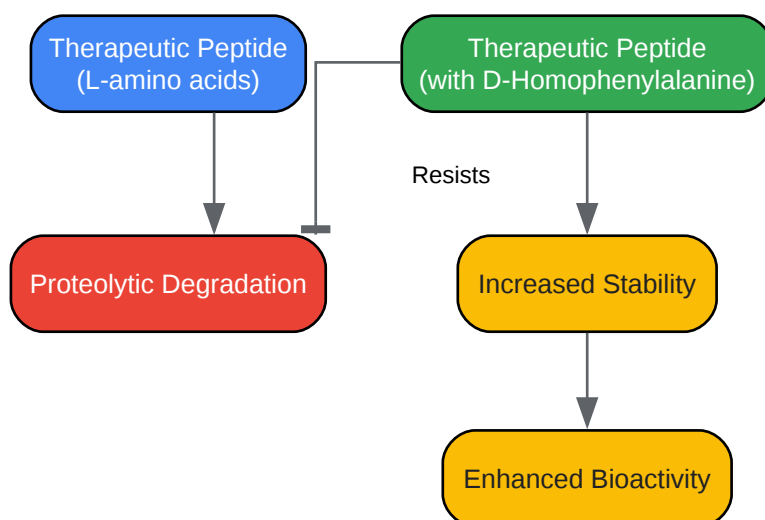 Therapeutic Peptide
(L-amino acids)
Therapeutic Peptide
(with D-Homophenylalanine)
Resists
Proteolytic Degradation
Increased Stability
Enhanced Bioactivity